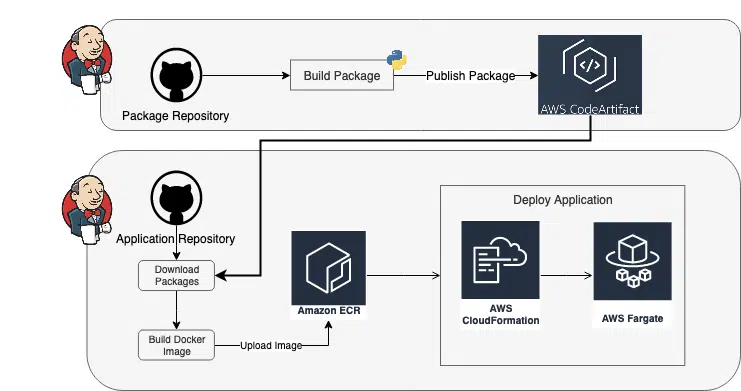 Build Package
Publish Package
</>
AWS CodeArtifact
Package Repository
Deploy Application
Application Repository
Download
Packages
Amazon ECR
AWS
CloudFormation
AWS Fargate
Build Docker
Image
Upload Image